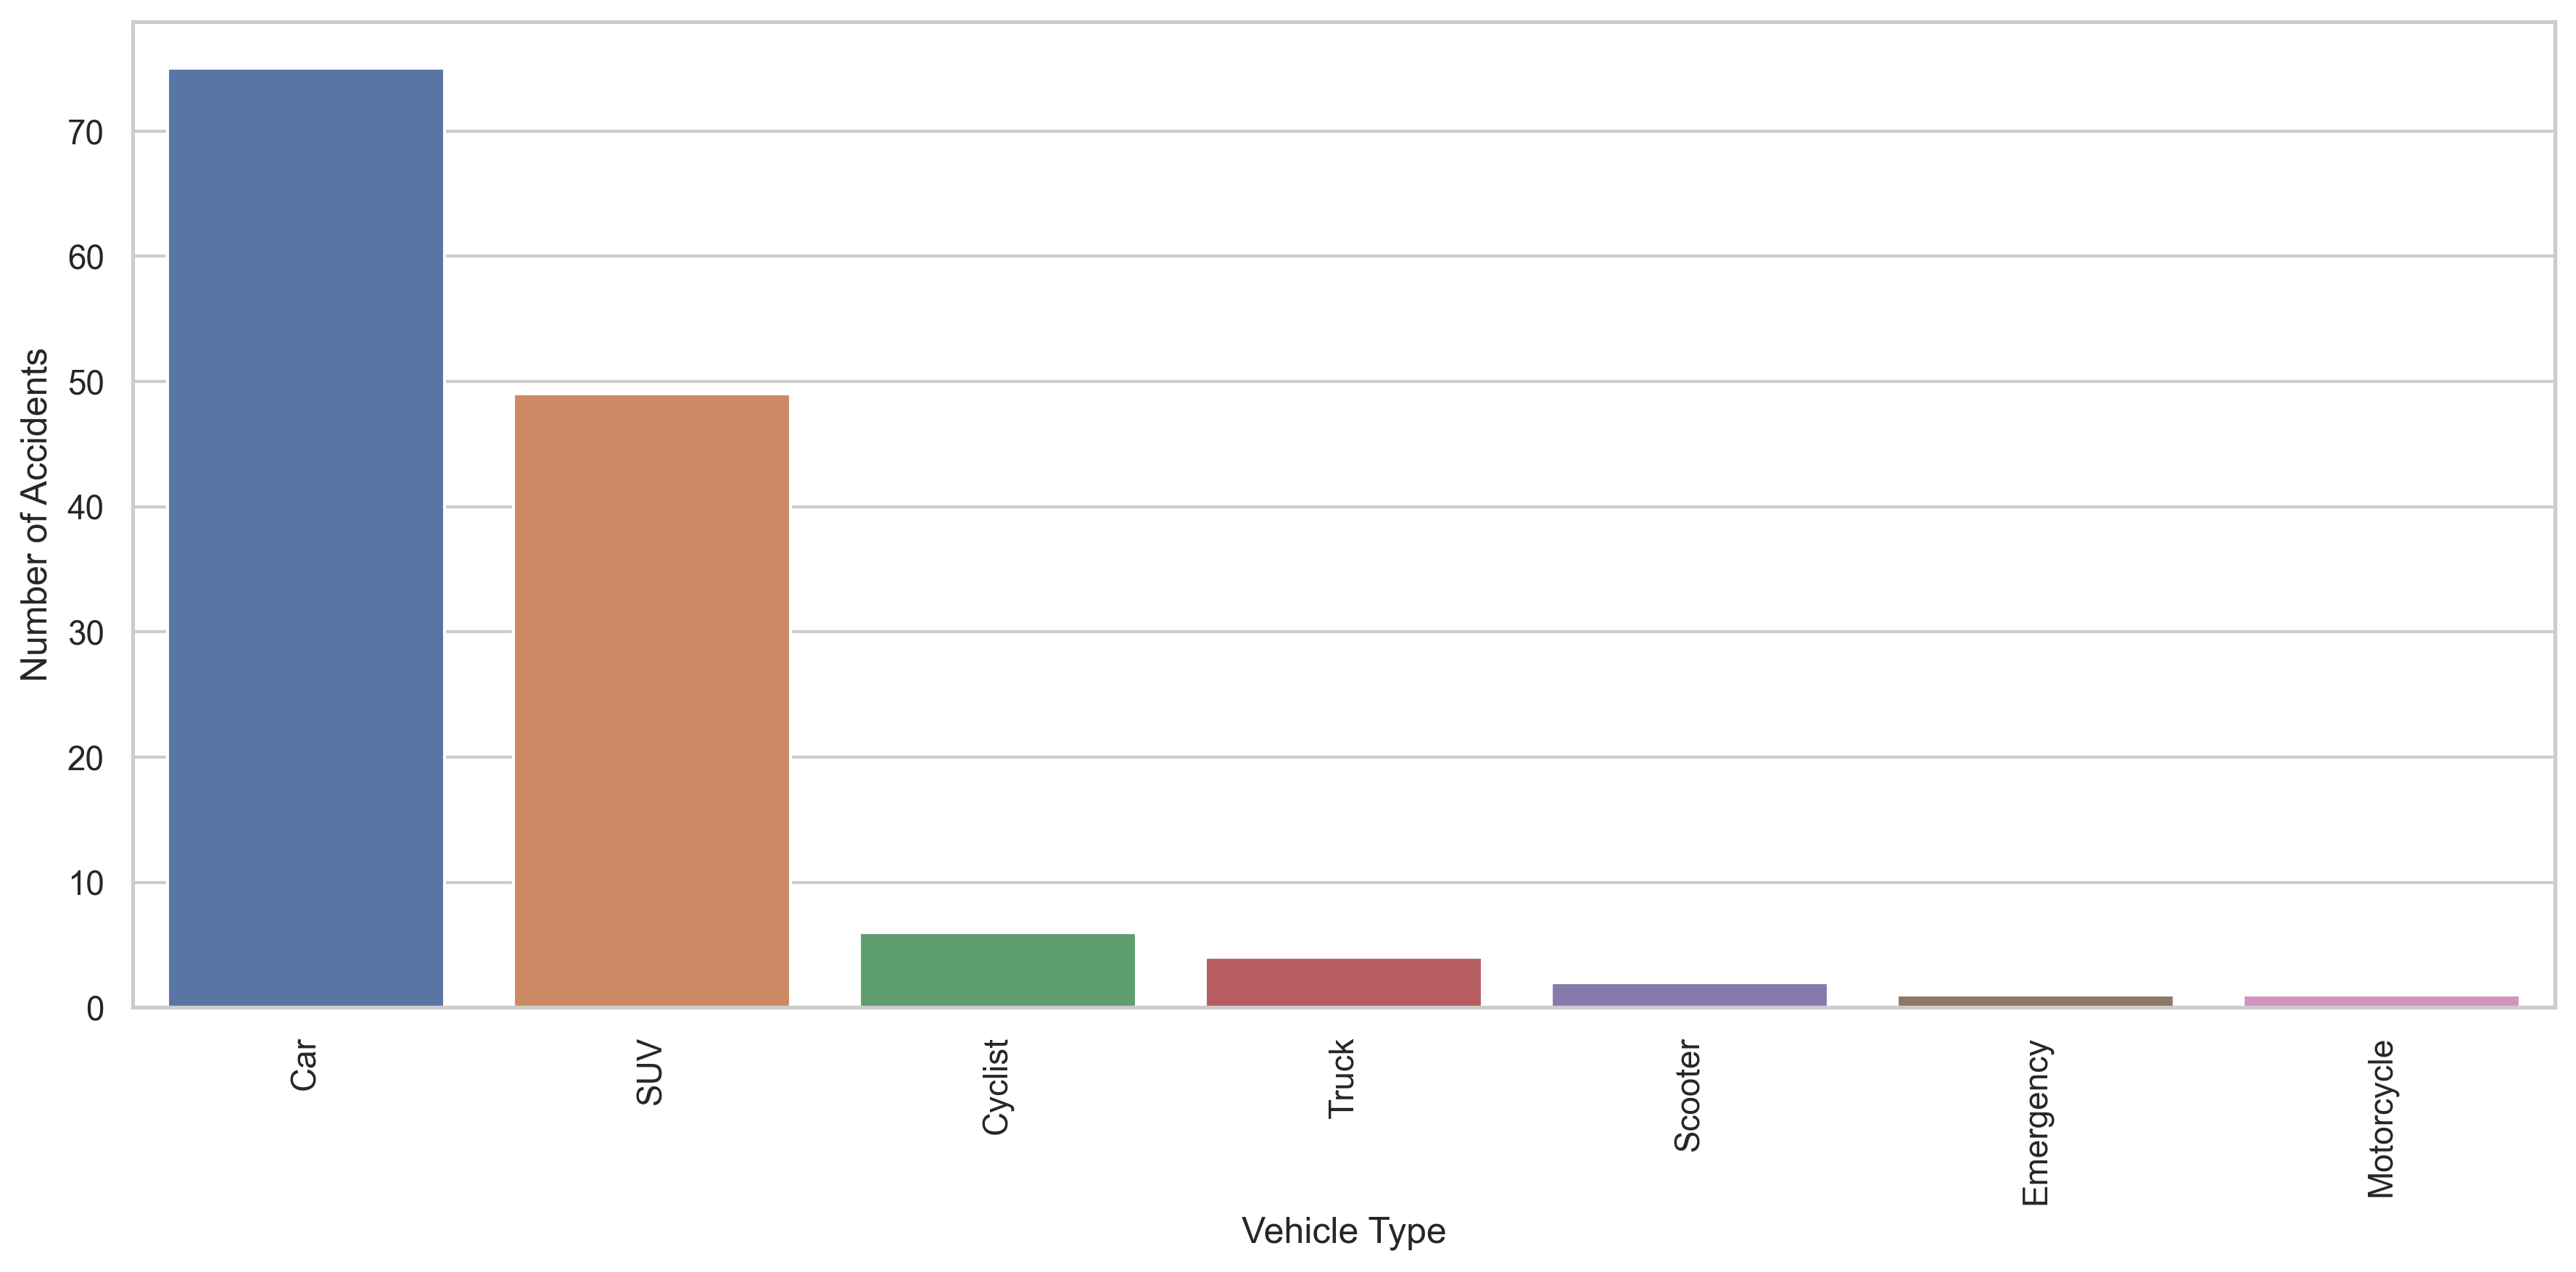 Number of Accidents
70
60
50
40
30
20
10
0
Car
SUV
Cyclist
Truck
Scooter
Emergency
Motorcycle
Vehicle Type